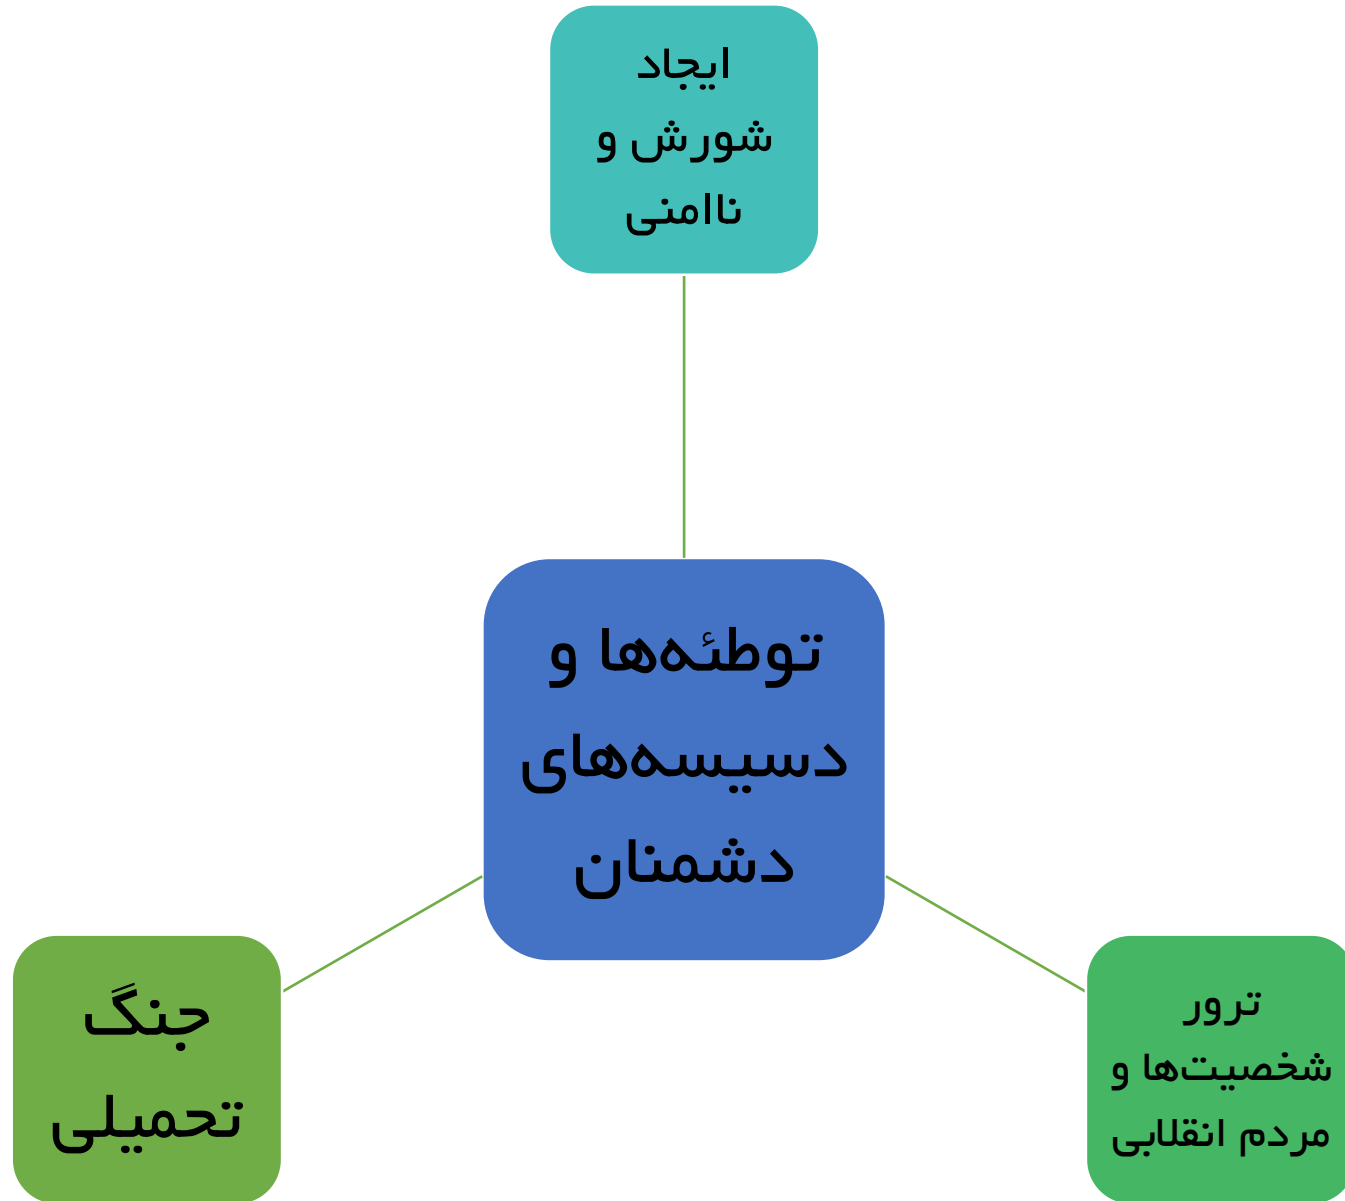 ایجاد
شورش و
ناامنی
توطئه‌ها و
دسیسه‌های
دشمنان
ترور
شخصیت‌ها و
مردم انقلابی
جنگ
تحمیلی